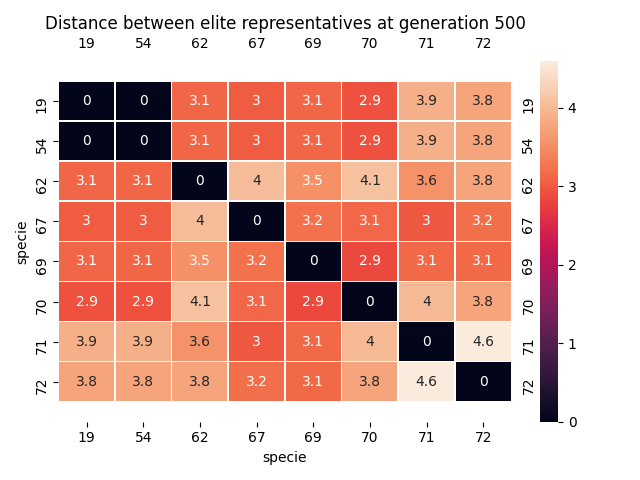 Distance between elite representatives at generation 500
19 54 62 67 69 70 71 72
19 0 0 3.1 3 3.1 2.9 3.9 3.8 19
54 0 0 3.1 3 3.1 2.9 3.9 3.8 54
62 3.1 3.1 0 4 3.5 4.1 3.6 3.8 62
67 3 3 4 0 3.2 3.1 3 3.2 67
69 3.1 3.1 3.5 3.2 0 2.9 3.1 3.1 69
70 2.9 2.9 4.1 3.1 2.9 0 4 3.8 70
71 3.9 3.9 3.6 3 3.1 4 0 4.6 71
72 3.8 3.8 3.8 3.2 3.1 3.8 4.6 0 72
19 54 62 67 69 70 71 72
specie
specie
4
3
2
1
0